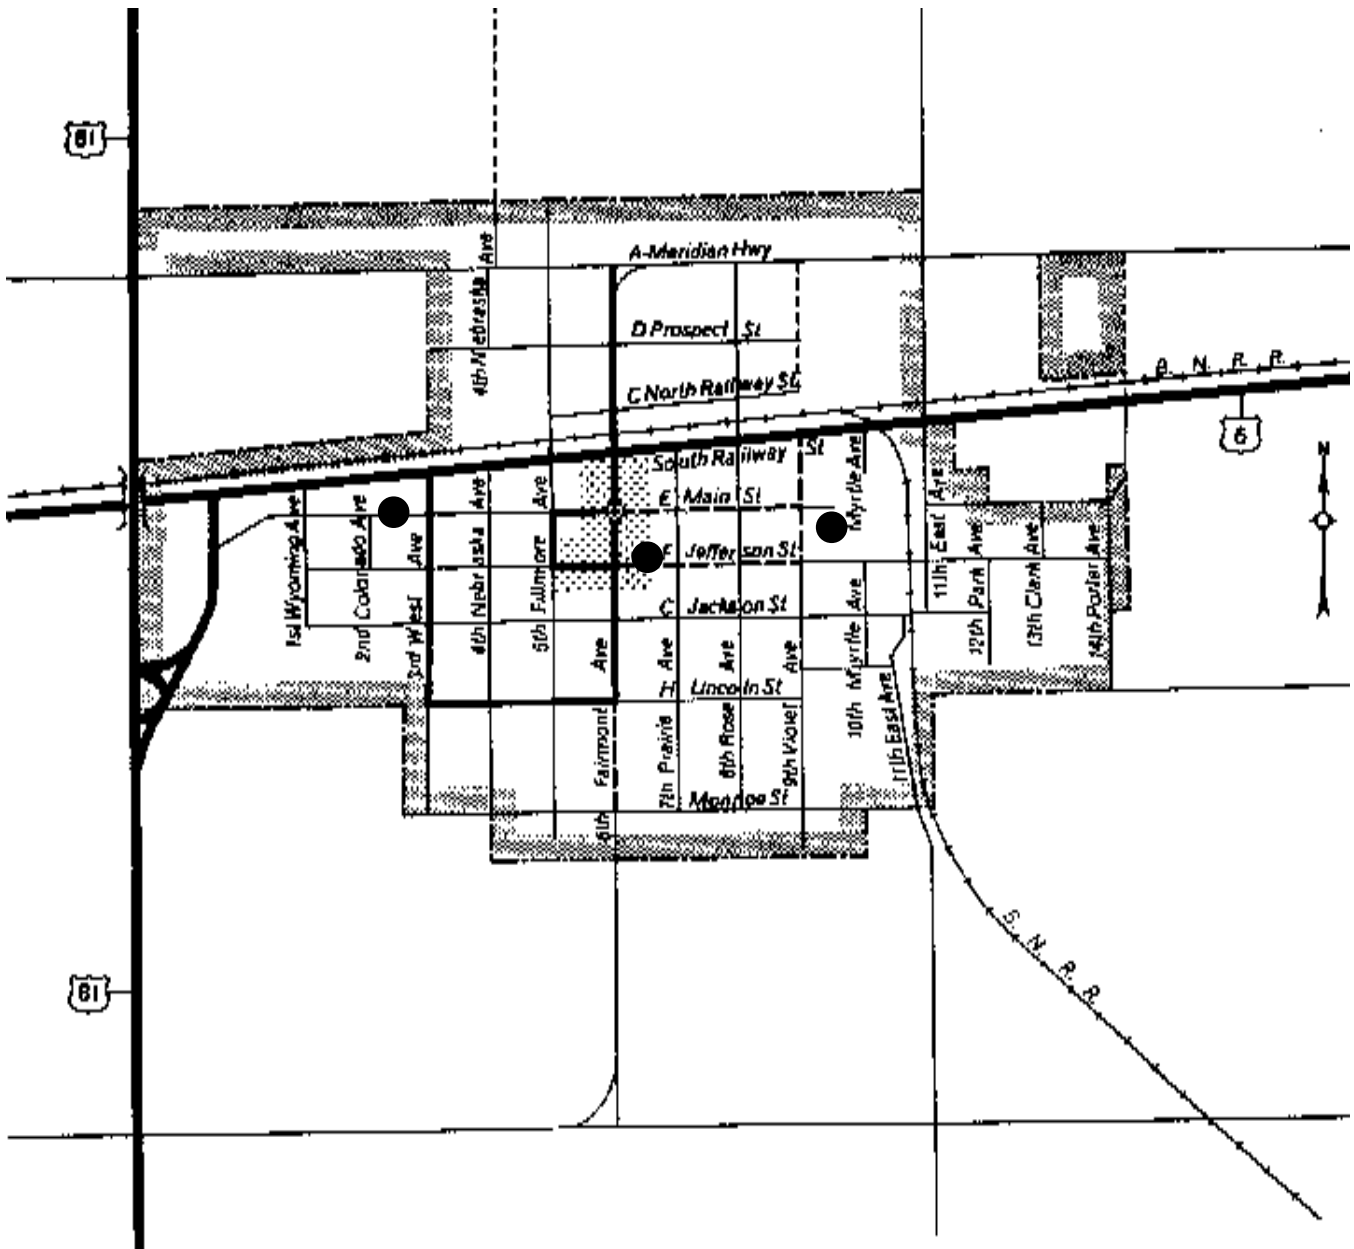 81
A-Meridian Hwy
4th Nebraska Ave
D Prospect St
C North Railway St
B. N. R. R.
6
South Railway St
N
E Main St
F Jefferson St
G Jackson St
H Lincoln St
Monroe St
1st Wyoming Ave
2nd Colorado Ave
3rd West Ave
4th Nebraska Ave
5th Fillmore Ave
6th Fairmont Ave
7th Prairie Ave
8th Rose Ave
9th Violet Ave
Myrtle Ave
10th Myrtle Ave
11th East Ave
11th East Ave
12th Park Ave
13th Clark Ave
14th Porter Ave
81
S. N. R. R.